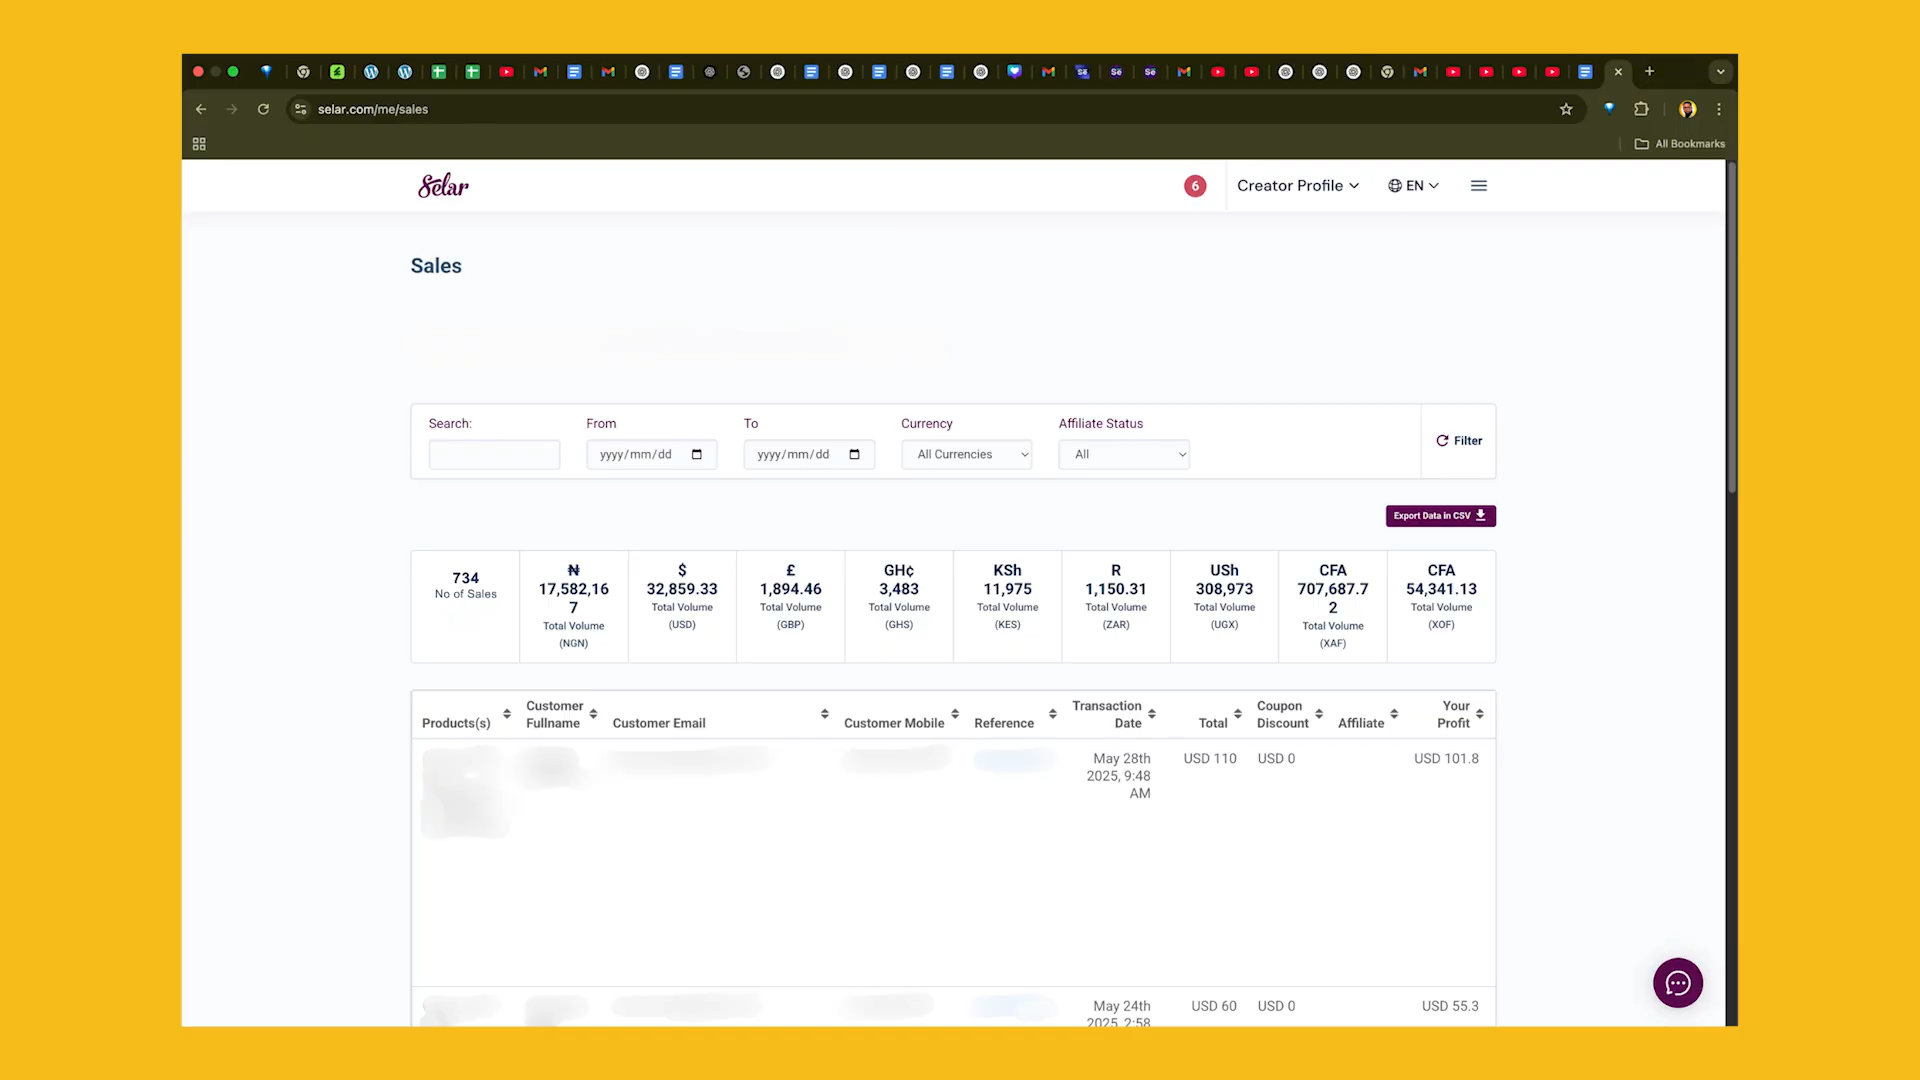 selar.com/me/sales
All Bookmarks
Selar
6
Creator Profile
EN
Sales
Search:
From
To
Currency
Affiliate Status
yyyy/mm/dd
yyyy/mm/dd
All Currencies
All
Filter
Export Data in CSV
734
No of Sales
₦
17,582,16
7
Total Volume
(NGN)
$
32,859.33
Total Volume
(USD)
£
1,894.46
Total Volume
(GBP)
GH¢
3,483
Total Volume
(GHS)
KSh
11,975
Total Volume
(KES)
R
1,150.31
Total Volume
(ZAR)
USh
308,973
Total Volume
(UGX)
CFA
707,687.7
2
Total Volume
(XAF)
CFA
54,341.13
Total Volume
(XOF)
Products(s)
Customer
Fullname
Customer Email
Customer Mobile
Reference
Transaction
Date
Total
Coupon
Discount
Affiliate
Your
Profit
May 28th
2025, 9:48
AM
USD 110
USD 0
USD 101.8
May 24th
2025, 2:58
USD 60
USD 0
USD 55.3